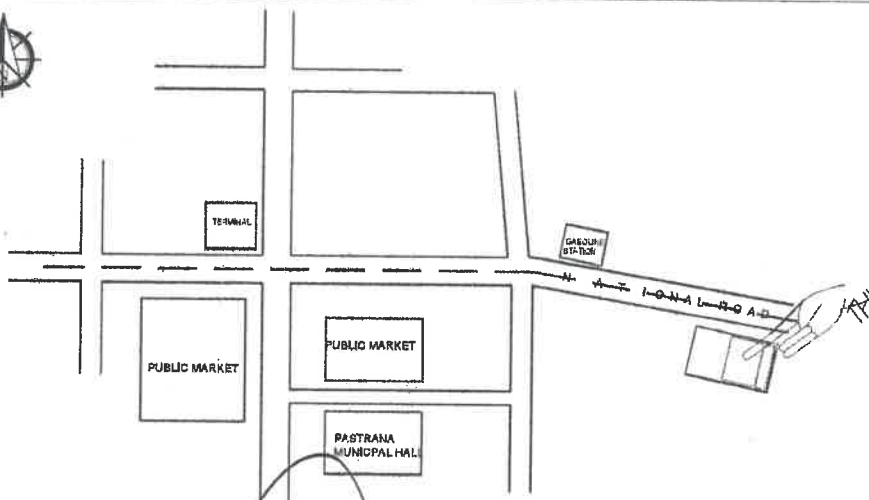 TERMINAL
GASOLINE
STATION
NATIONAL ROAD
PUBLIC MARKET
PUBLIC MARKET
PASTRANA
MUNICPAL HALL